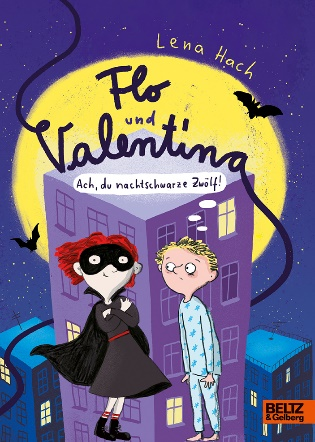 Lena Hach
Flo
und
Valentina
Ach, du nachtschwarze Zwölf!
BELTZ
& Gelberg